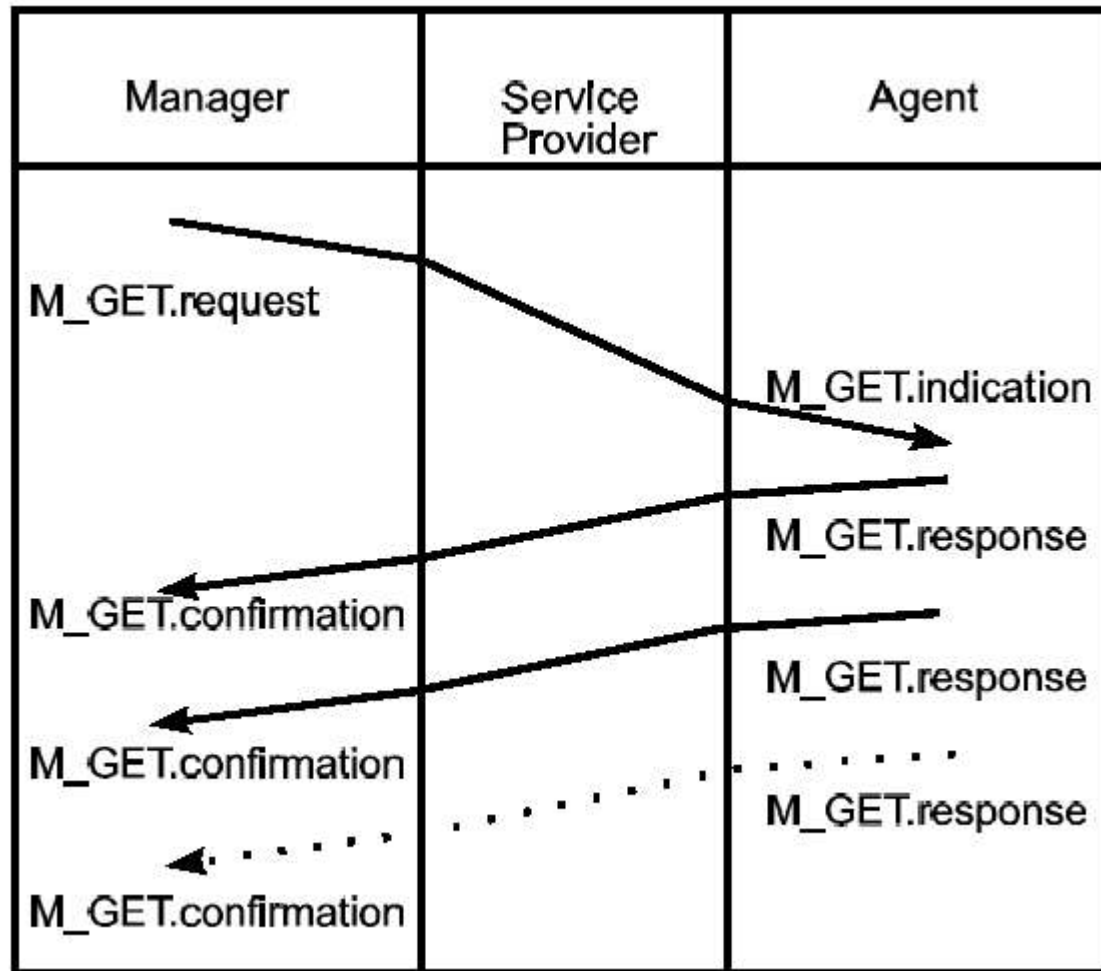 Manager
Service
Provider
Agent
M_GET.request
M_GET.indication
M_GET.response
M_GET.confirmation
M_GET.response
M_GET.confirmation
M_GET.response
M_GET.confirmation